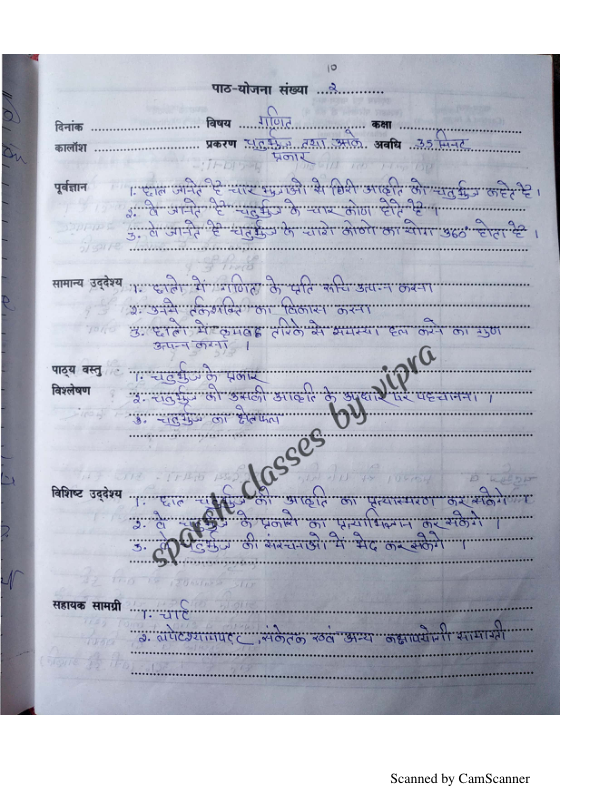 10
पाठ-योजना संख्या ...2...
दिनांक ... विषय ...गणित... कक्षा ...
कालाँश ... प्रकरण चतुर्भुज तथा उसके अवधि 35 मिनट
प्रकार
पूर्वज्ञान 1. छात्र जानते है चार भुजाओ से घिरी आकृति को चतुर्भुज कहते है।
2. वे जानते है चतुर्भुज के चार कोण होते है।
3. वे जानते है चतुर्भुज के चारो कोणो का योग 360° होता है।
सामान्य उद्देश्य 1. छात्रो मे गणित के प्रति रूचि उत्पन्न करना
2. उनमे तर्कशक्ति का विकास करना
3. छात्रो मे क्रमबद्ध तरिके से समस्या हल करने का गुण
उत्पन्न करना ।
पाठ्य वस्तु 1. चतुर्भुज के प्रकार
विश्लेषण 2. चतुर्भुज को उसकी आकृति के आधार पर पहचानना ।
3. चतुर्भुज का क्षेत्रफल
sparsh classes by vipra
विशिष्ट उद्देश्य 1. छात्र चतुर्भुज की आकृति का प्रत्यास्मरण कर सकेगे ।
2. वे चतुर्भुज के प्रकारो का प्रत्याभिज्ञान कर सकेगे ।
3. वे चतुर्भुज की संरचनाओ मे भेद कर सकेगे ।
सहायक सामग्री 1. चार्ट
2. लपेटश्यामपट्ट, संकेतक एवं अन्य कक्षापयोगी सामाग्री
Scanned by CamScanner